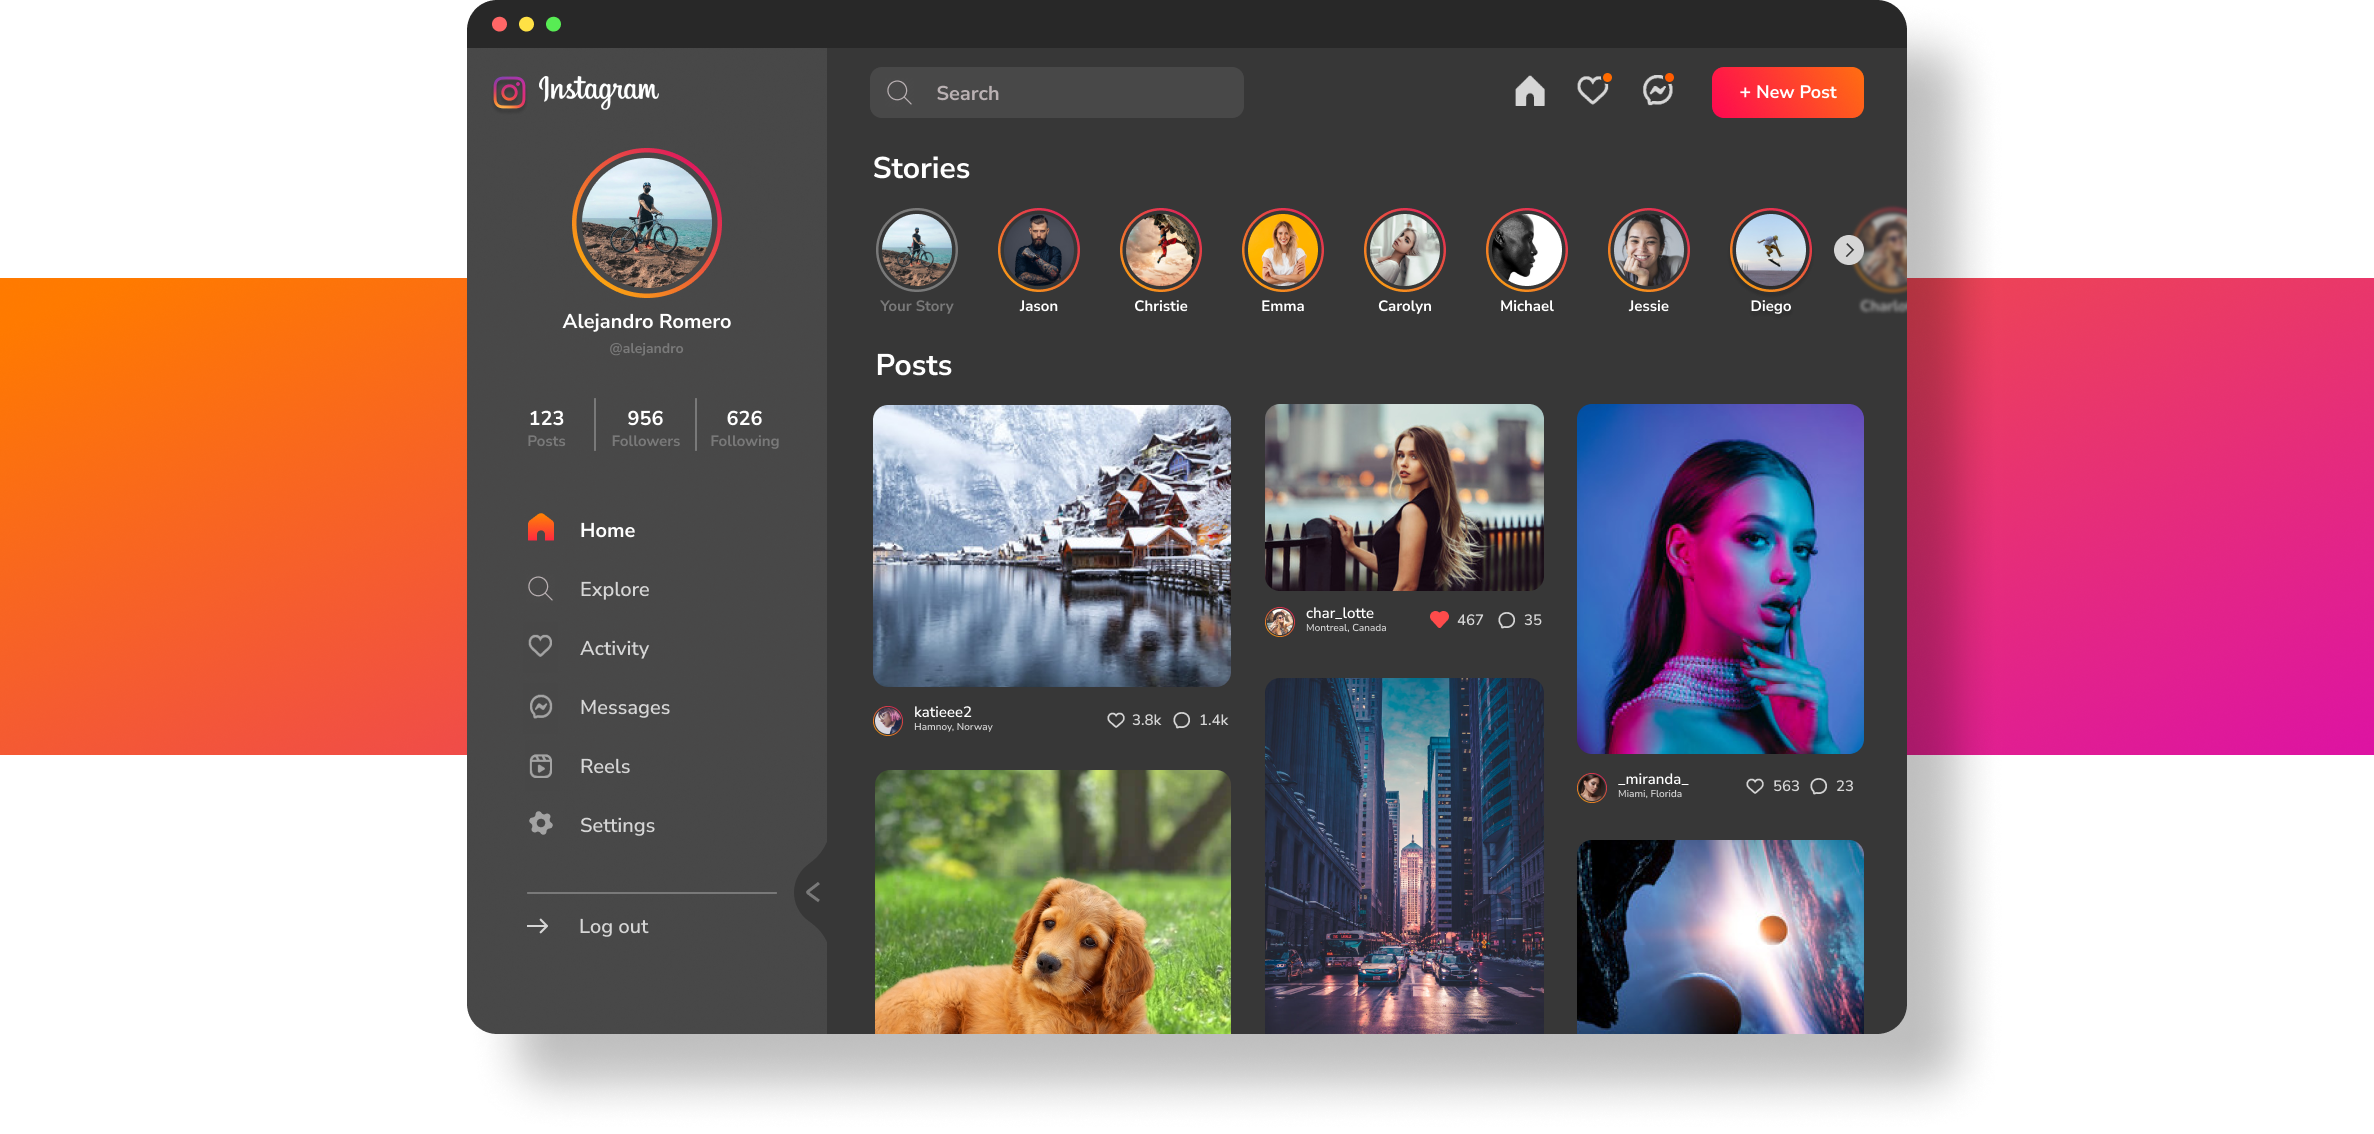 Instagram
Search
+ New Post
Alejandro Romero
@alejandro
123
Posts
956
Followers
626
Following
Home
Explore
Activity
Messages
Reels
Settings
Log out
Stories
Your Story
Jason
Christie
Emma
Carolyn
Michael
Jessie
Diego
Posts
katieee2
Hamnoy, Norway
3.8k
1.4k
char_lotte
Montreal, Canada
467
35
_miranda_
Miami, Florida
563
23